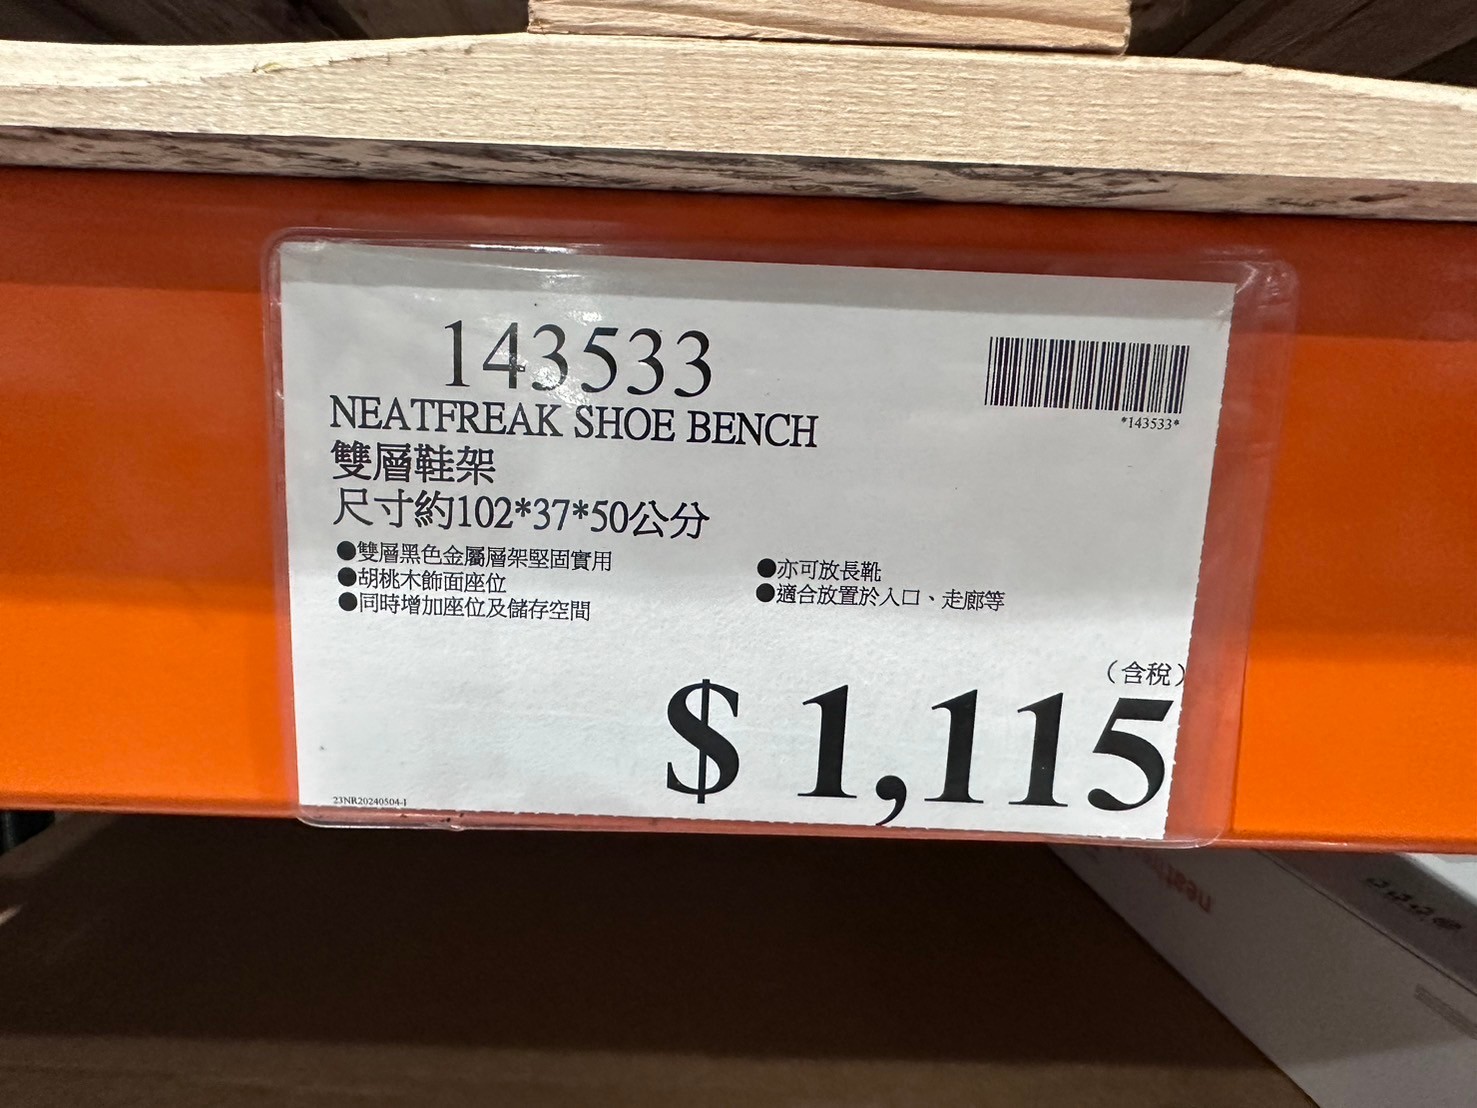 143533
*143533*
NEATFREAK SHOE BENCH
雙層鞋架
尺寸約102*37*50公分
●雙層黑色金屬層架堅固實用
●胡桃木飾面座位
●同時增加座位及儲存空間
●亦可放長靴
●適合放置於入口、走廊等
(含稅)
$ 1,115
23NR20240504-1